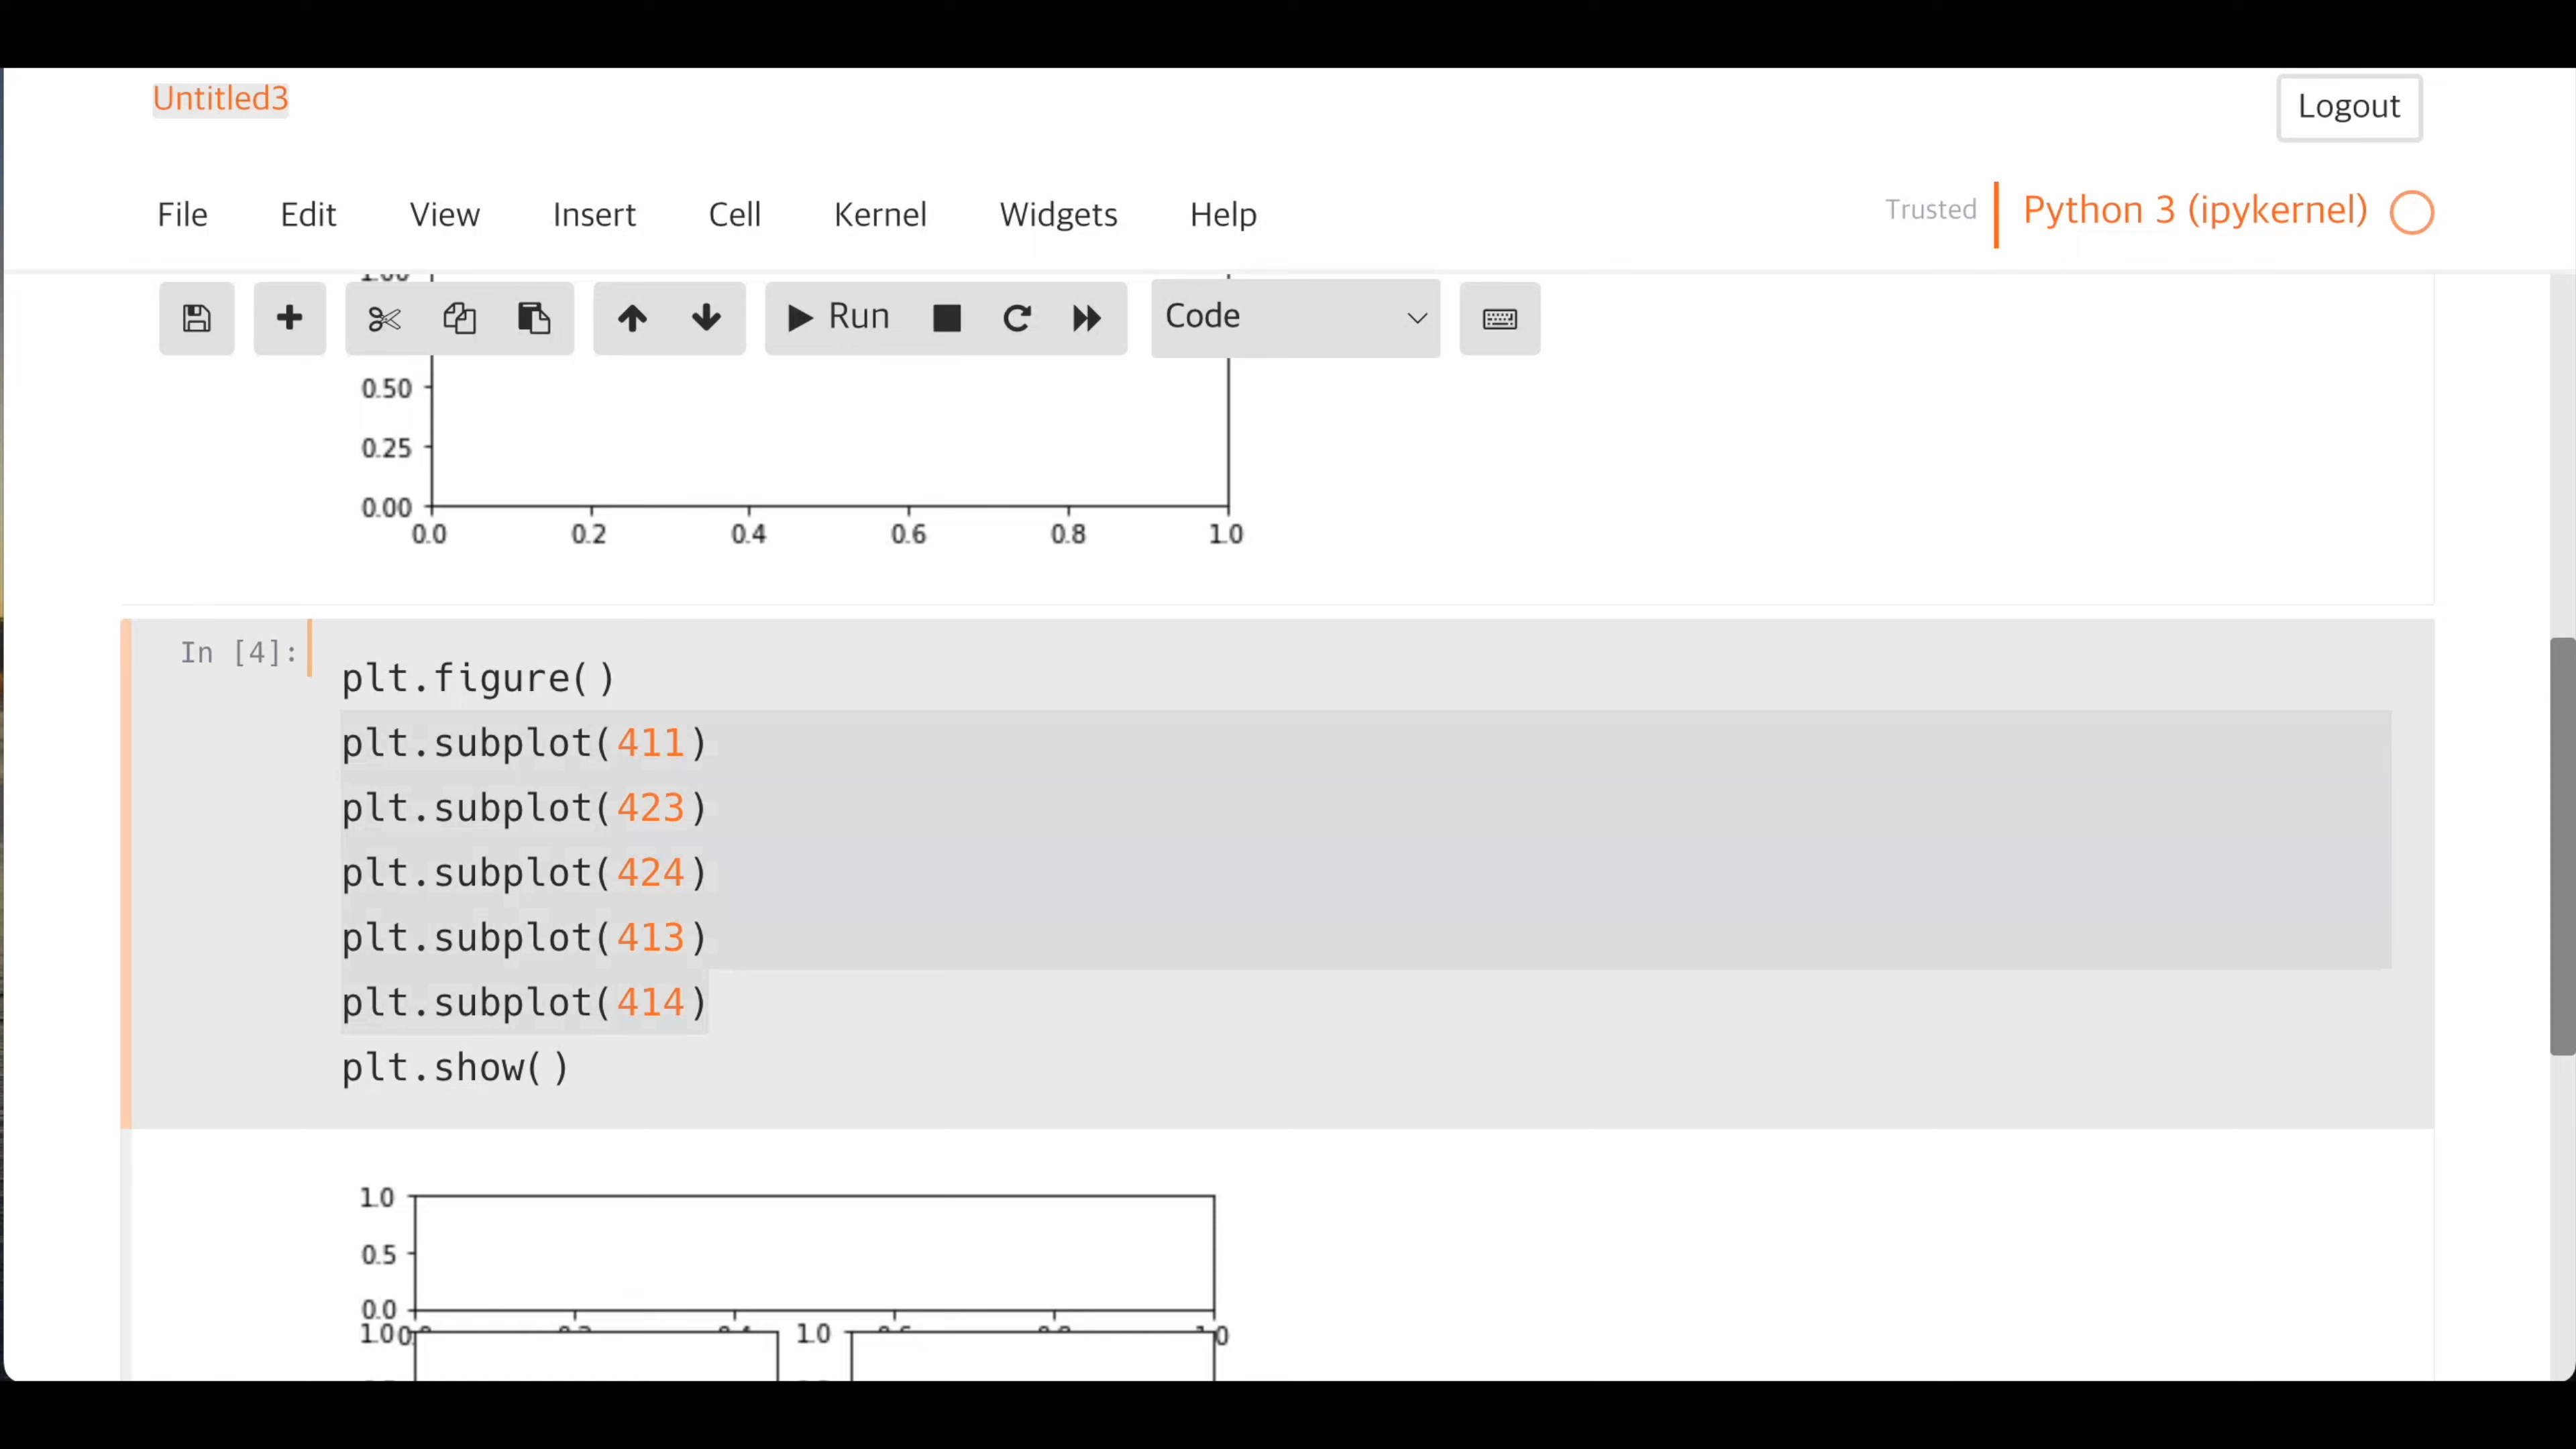 Untitled3
Logout
File Edit View Insert Cell Kernel Widgets Help
Trusted Python 3 (ipykernel)
Run Code
0.50
0.25
0.00
0.0 0.2 0.4 0.6 0.8 1.0
In [4]:
plt.figure()
plt.subplot(411)
plt.subplot(423)
plt.subplot(424)
plt.subplot(413)
plt.subplot(414)
plt.show()
1.0
0.5
0.0
1.0 1.0